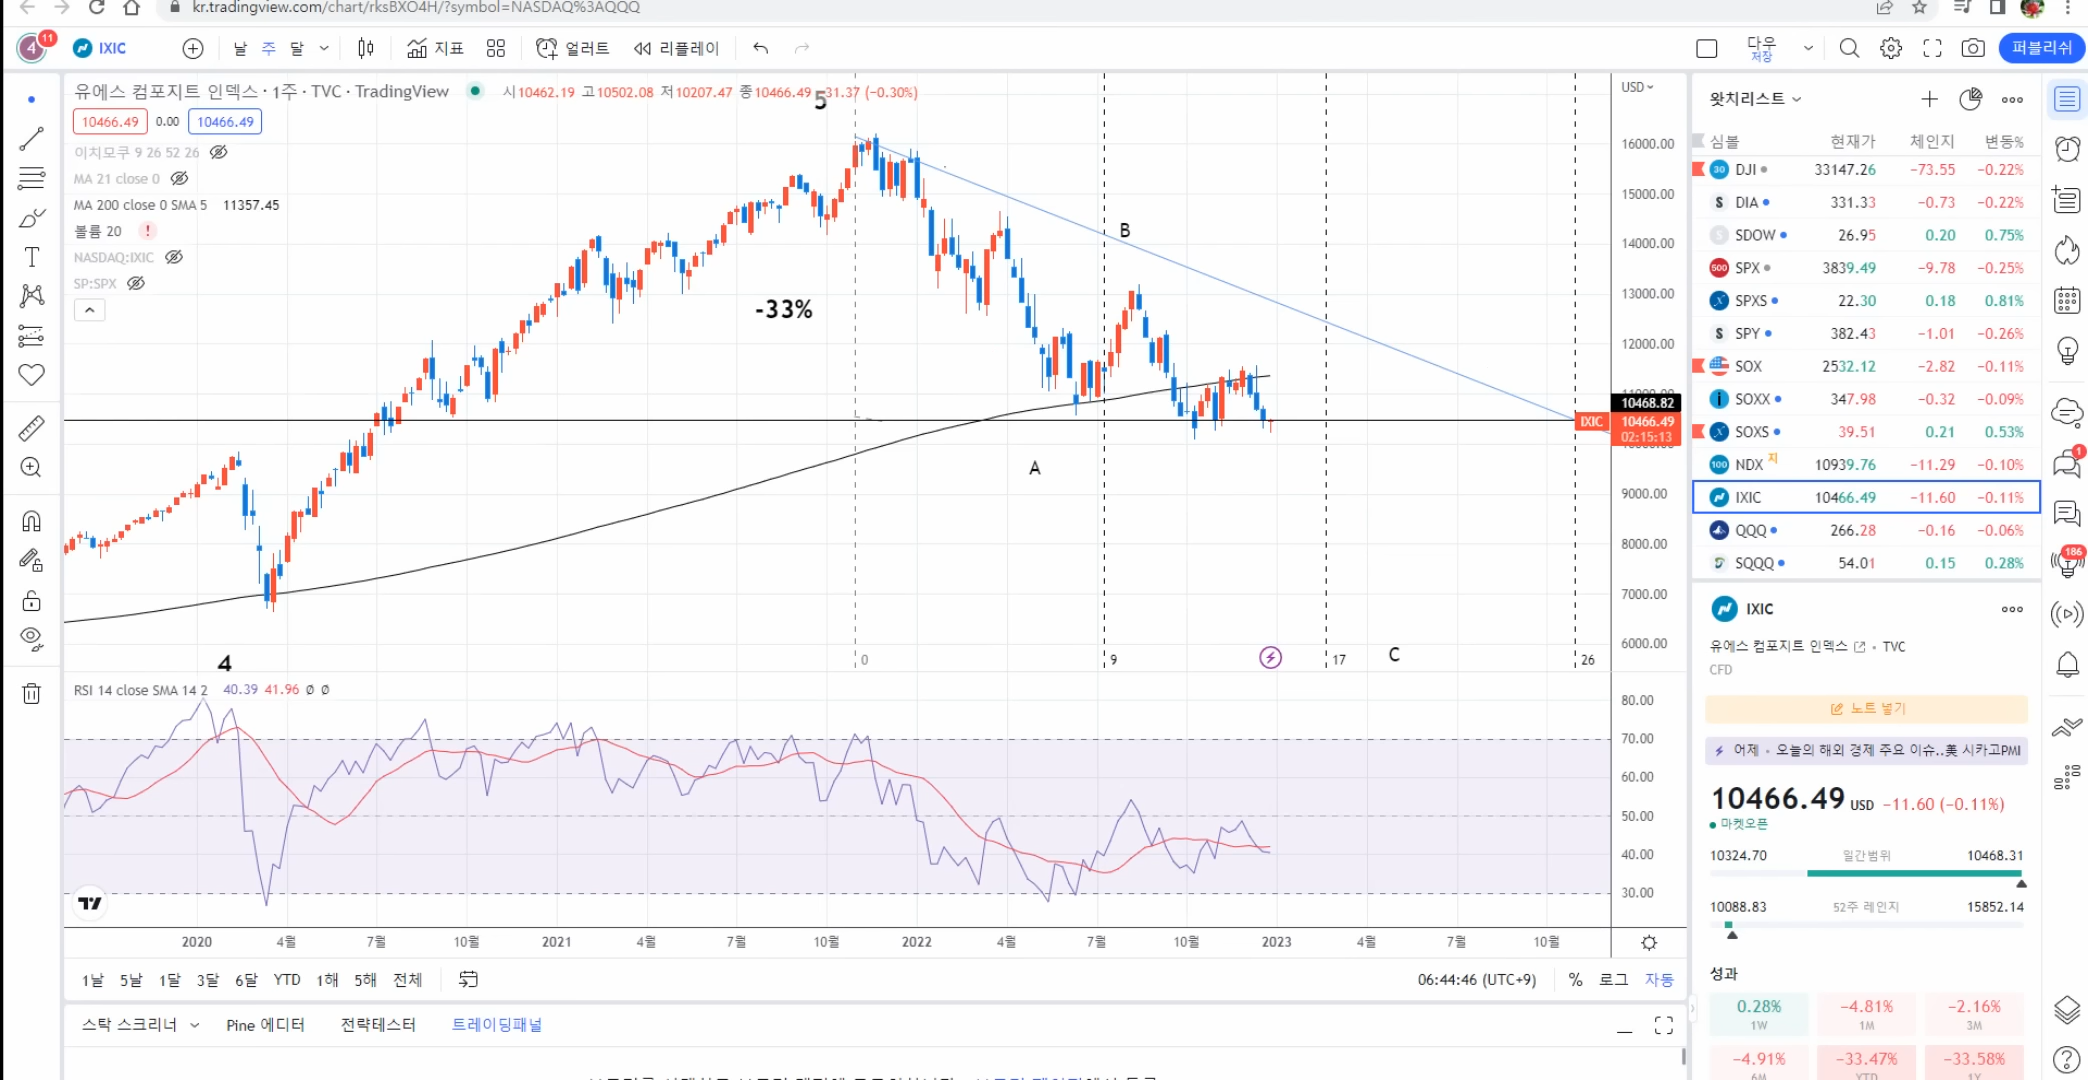 kr.tradingview.com/chart/rksBXO4H/?symbol=NASDAQ%3AQQQ
4 11 IXIC 날 주 달 지표 얼러트 리플레이 다우 저장 퍼블리쉬
유에스 컴포지트 인덱스 · 1주 · TVC · TradingView 시10462.19 고10502.08 저10207.47 종10466.49 -31.37 (−0.30%)
10466.49 0.00 10466.49
이치모쿠 9 26 52 26
MA 21 close 0
MA 200 close 0 SMA 5 11357.45
볼륨 20 !
NASDAQ:IXIC
SP:SPX
5
-33%
B
A
4
C
0 9 17 26
USD
16000.00
15000.00
14000.00
13000.00
12000.00
11000.00
10468.82
IXIC 10466.49
02:15:13
9000.00
8000.00
7000.00
6000.00
RSI 14 close SMA 14 2 40.39 41.96 Ø Ø
80.00
70.00
60.00
50.00
40.00
30.00
2020 4월 7월 10월 2021 4월 7월 10월 2022 4월 7월 10월 2023 4월 7월 10월
1날 5날 1달 3달 6달 YTD 1해 5해 전체 06:44:46 (UTC+9) % 로그 자동
스탁 스크리너 Pine 에디터 전략테스터 트레이딩패널
왓치리스트
심볼 현재가 체인지 변동%
30 DJI 33147.26 −73.55 −0.22%
S DIA 331.33 −0.73 −0.22%
S SDOW 26.95 0.20 0.75%
500 SPX 3839.49 −9.78 −0.25%
SPXS 22.30 0.18 0.81%
S SPY 382.43 −1.01 −0.26%
SOX 2532.12 −2.82 −0.11%
SOXX 347.98 −0.32 −0.09%
SOXS 39.51 0.21 0.53%
100 NDX 지 10939.76 −11.29 −0.10%
IXIC 10466.49 −11.60 −0.11%
QQQ 266.28 −0.16 −0.06%
SQQQ 54.01 0.15 0.28%
IXIC
유에스 컴포지트 인덱스 · TVC
CFD
노트 넣기
어제 · 오늘의 해외 경제 주요 이슈..美 시카고PMI
10466.49 USD −11.60 (−0.11%)
마켓오픈
10324.70 일간범위 10468.31
10088.83 52주 레인지 15852.14
성과
0.28% −4.81% −2.16%
1W 1M 3M
−4.91% −33.47% −33.58%
6M YTD 1Y
1
186